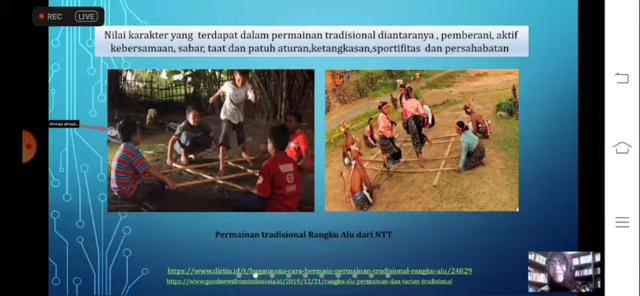 REC
LIVE
Nilai karakter yang terdapat dalam permainan tradisional diantaranya , pemberani, aktif
kebersamaan, sabar, taat dan patuh aturan,ketangkasan,sportifitas dan persahabatan
Permainan tradisional Rangku Alu dari NTT
https://www.dictio.id/t/bagaimana-cara-bermain-permainan-tradisional-rangku-alu/24829
https://www.goodnewsfromindonesia.id/2019/12/21/rangku-alu-permainan-dan-tarian-tradisional